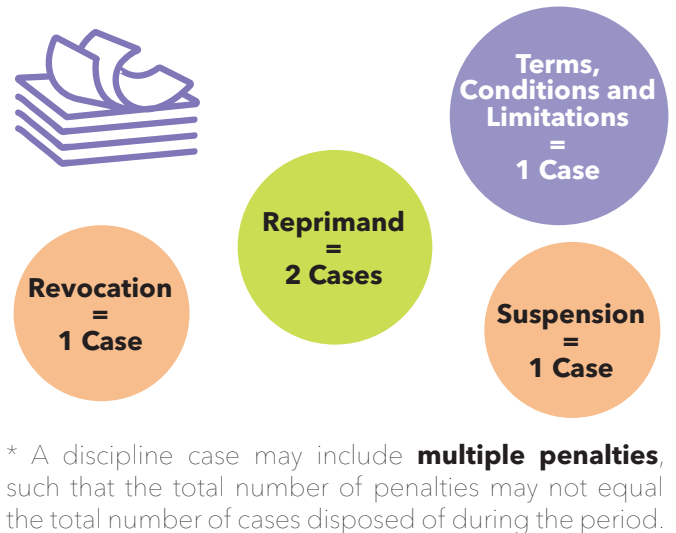 Terms,
Conditions and
Limitations
=
1 Case
Reprimand
=
2 Cases
Revocation
=
1 Case
Suspension
=
1 Case
* A discipline case may include multiple penalties,
such that the total number of penalties may not equal
the total number of cases disposed of during the period.